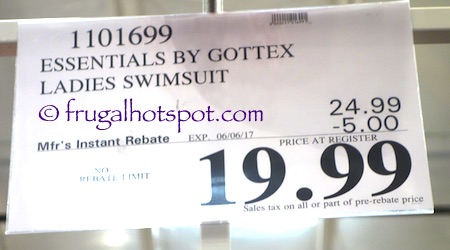 1101699
ESSENTIALS BY GOTTEX
LADIES SWIMSUIT
© frugalhotspot.com
24.99
-5.00
Mfr's Instant Rebate EXP. 06/06/17 PRICE AT REGISTER
NO
REBATE LIMIT
19.99
Sales tax on all or part of pre-rebate price